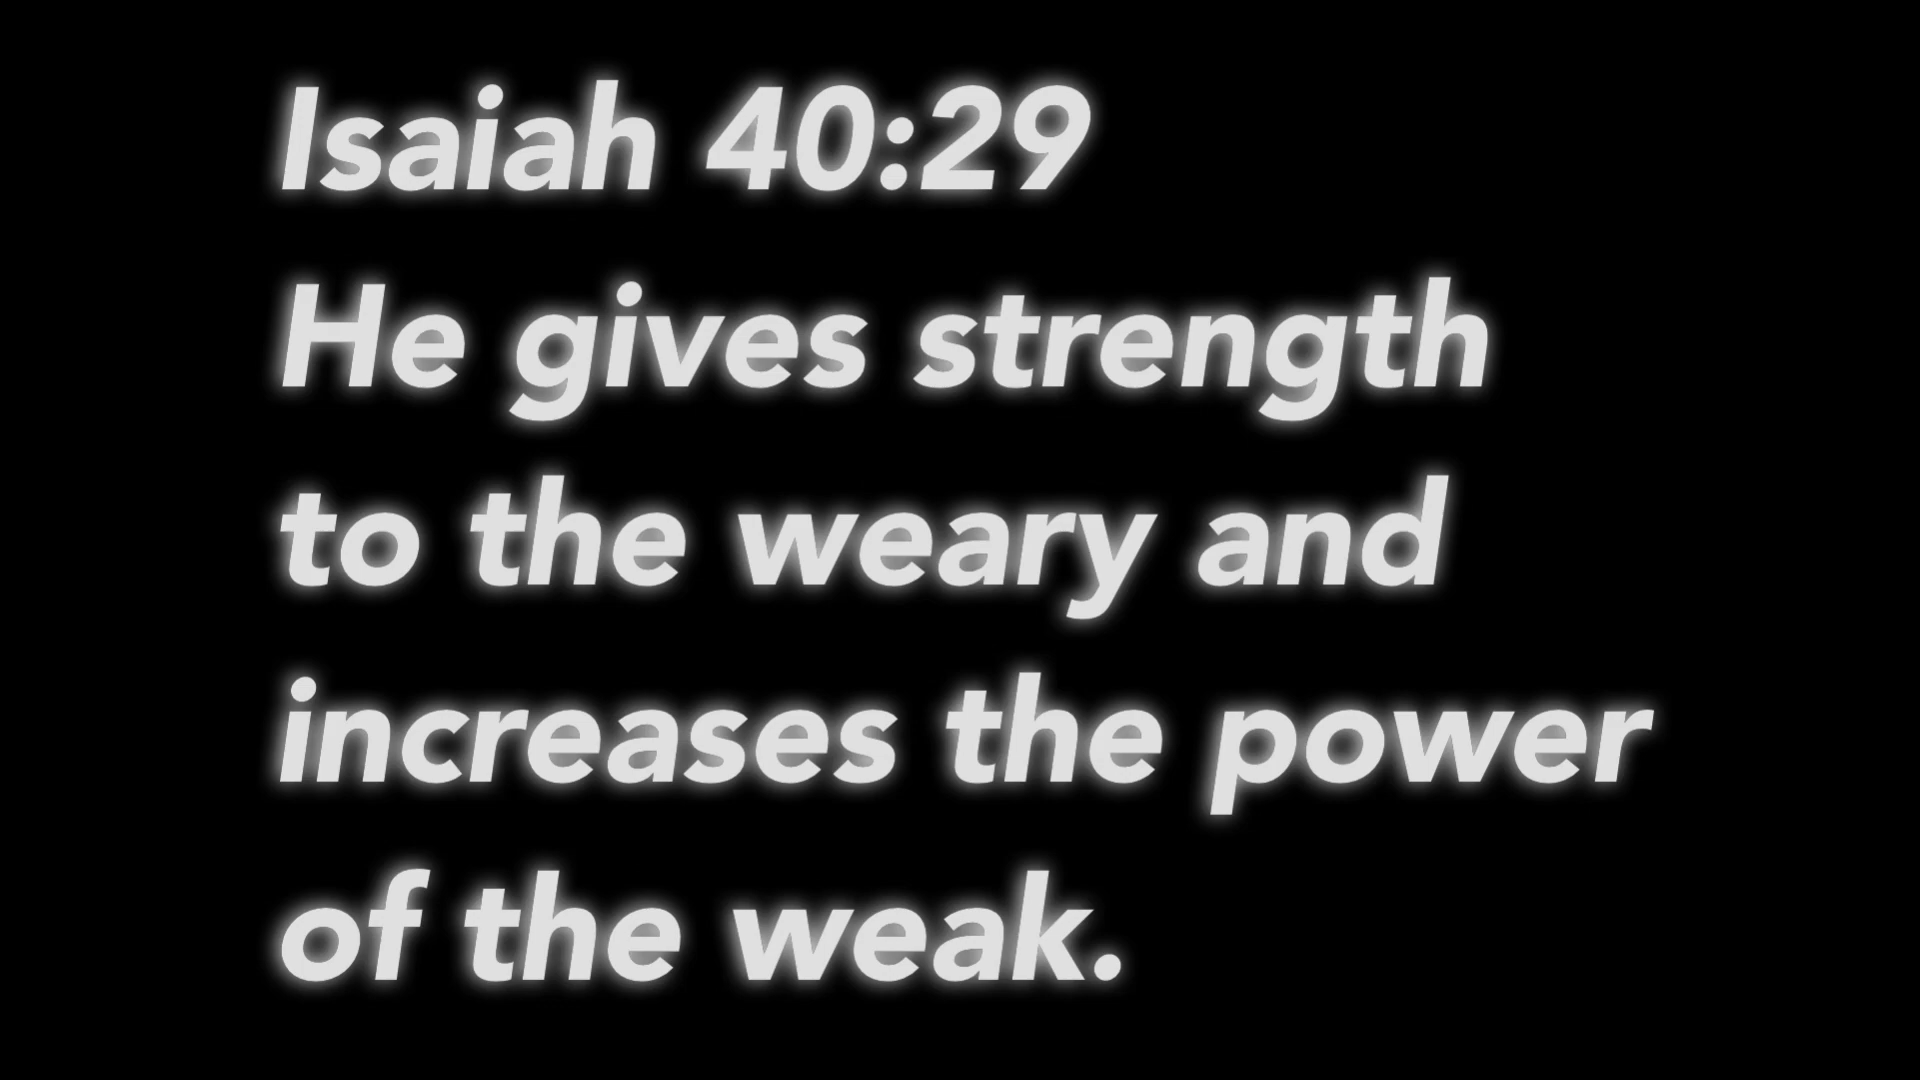 Isaiah 40:29
He gives strength
to the weary and
increases the power
of the weak.